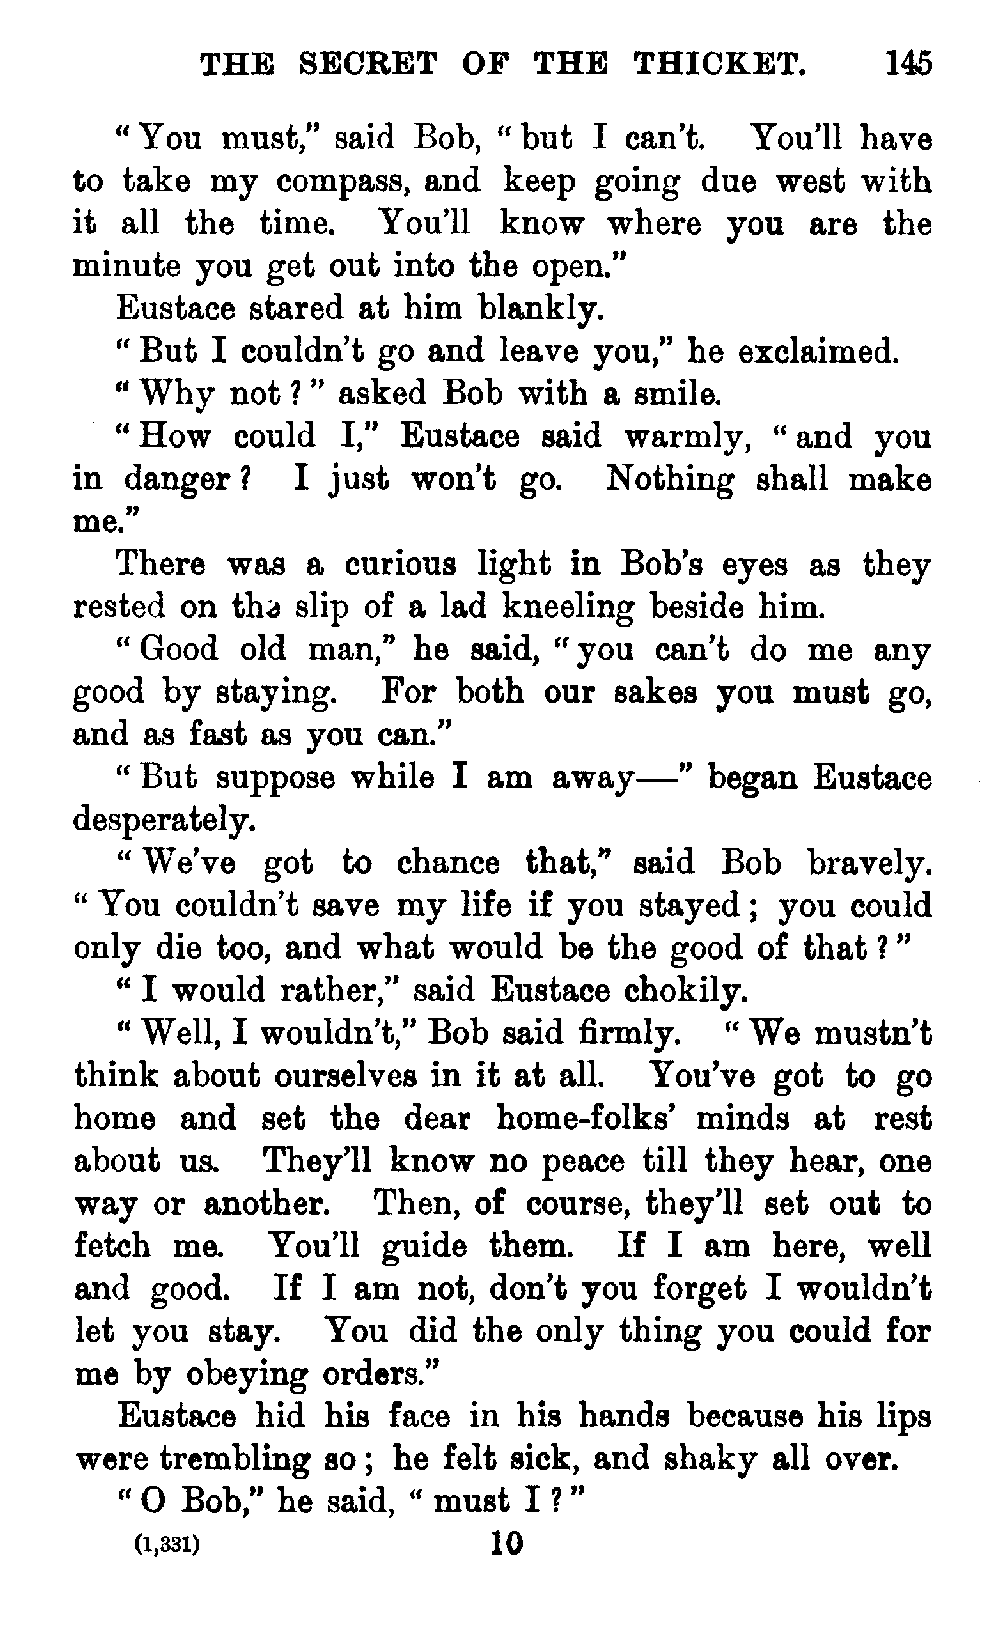 THE SECRET OF THE THICKET. 145
“ You must,” said Bob, “ but I can’t. You’ll have
to take my compass, and keep going due west with
it all the time. You’ll know where you are the
minute you get out into the open.”
Eustace stared at him blankly.
“ But I couldn’t go and leave you,” he exclaimed.
“ Why not ? ” asked Bob with a smile.
“ How could I,” Eustace said warmly, “ and you
in danger ? I just won’t go. Nothing shall make
me.”
There was a curious light in Bob’s eyes as they
rested on the slip of a lad kneeling beside him.
“ Good old man,” he said, “ you can’t do me any
good by staying. For both our sakes you must go,
and as fast as you can.”
“ But suppose while I am away—” began Eustace
desperately.
“ We’ve got to chance that,” said Bob bravely.
“ You couldn’t save my life if you stayed ; you could
only die too, and what would be the good of that ? ”
“ I would rather,” said Eustace chokily.
“ Well, I wouldn’t,” Bob said firmly. “ We mustn’t
think about ourselves in it at all. You’ve got to go
home and set the dear home-folks’ minds at rest
about us. They’ll know no peace till they hear, one
way or another. Then, of course, they’ll set out to
fetch me. You’ll guide them. If I am here, well
and good. If I am not, don’t you forget I wouldn’t
let you stay. You did the only thing you could for
me by obeying orders.”
Eustace hid his face in his hands because his lips
were trembling so ; he felt sick, and shaky all over.
“ O Bob,” he said, “ must I ? ”
(1,331) 10